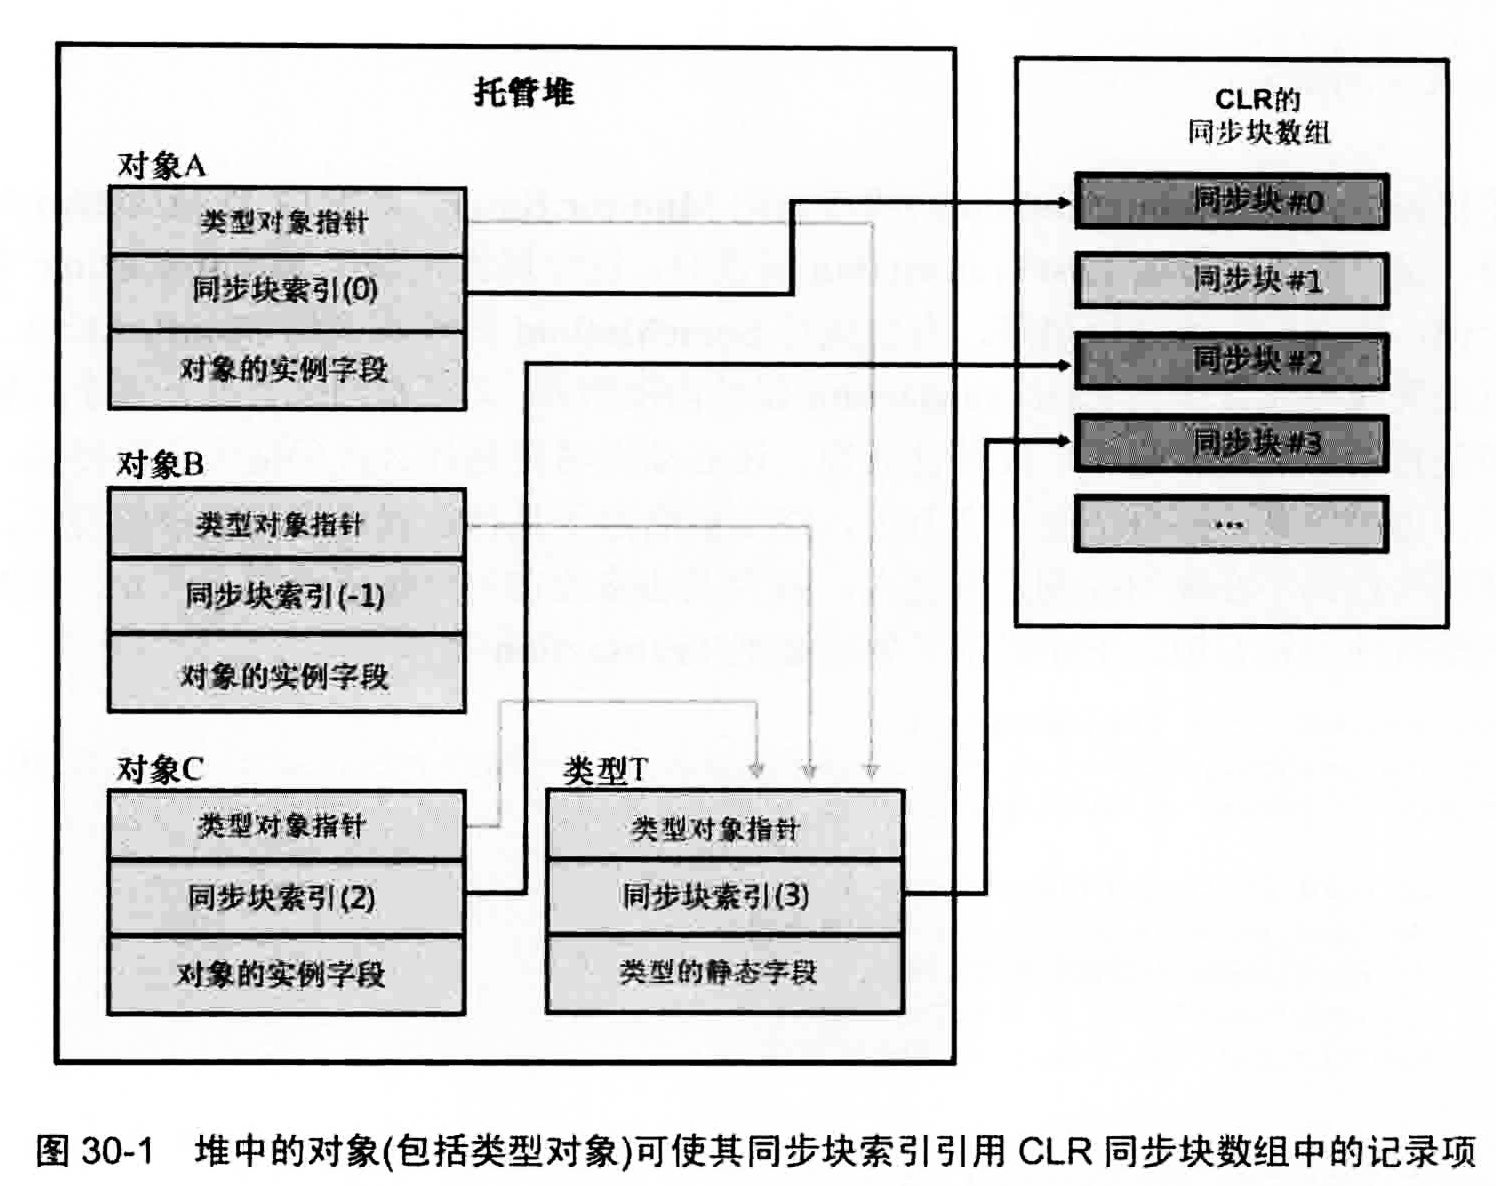 托管堆
对象A
类型对象指针
同步块索引(0)
对象的实例字段
对象B
类型对象指针
同步块索引(-1)
对象的实例字段
对象C
类型对象指针
同步块索引(2)
对象的实例字段
类型T
类型对象指针
同步块索引(3)
类型的静态字段
CLR的
同步块数组
同步块#0
同步块#1
同步块#2
同步块#3
...
图 30-1 堆中的对象(包括类型对象)可使其同步块索引引用 CLR 同步块数组中的记录项